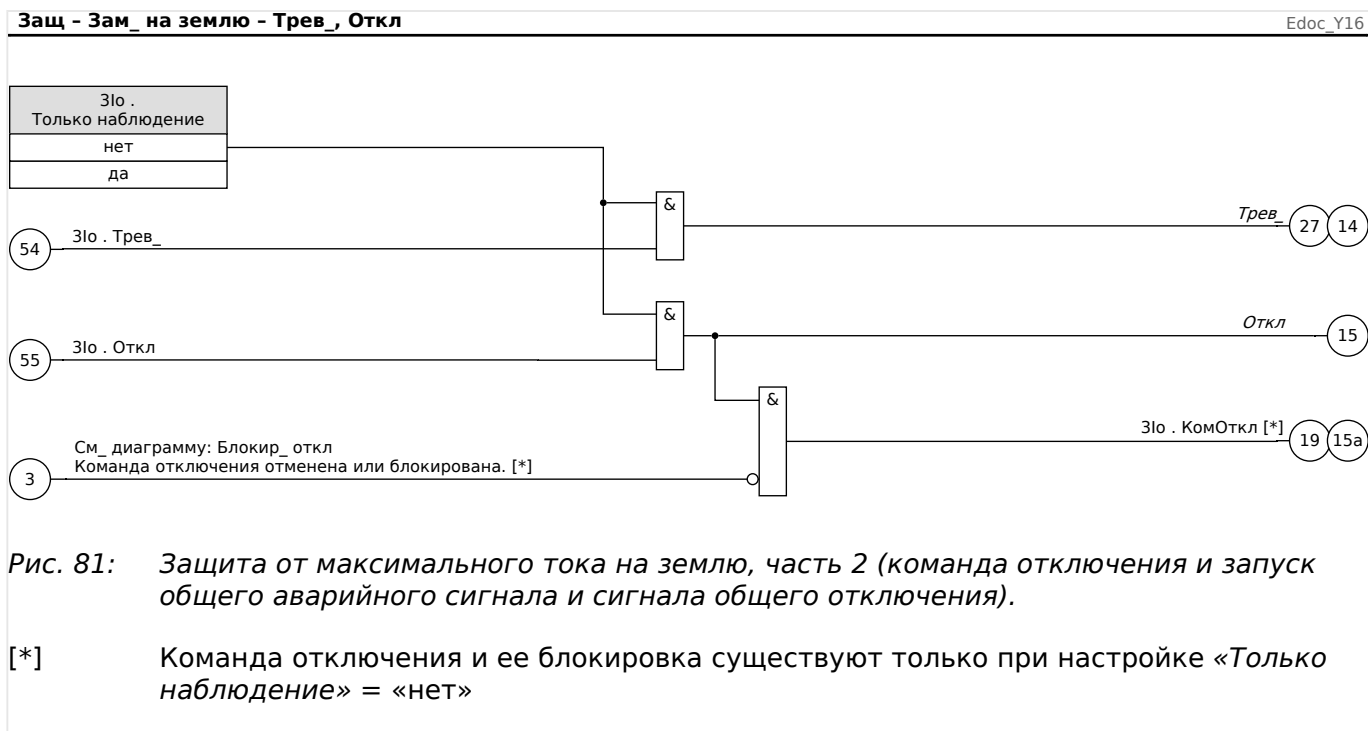 Защ – Зам_ на землю – Трев_, Откл
Edoc_Y16
3Io .
Только наблюдение
нет
да
&
54
3Io . Трев_
Трев_
27
14
&
55
3Io . Откл
Откл
15
&
3
См_ диаграмму: Блокир_ откл
Команда отключения отменена или блокирована. [*]
3Io . КомОткл [*]
19
15a
Рис. 81: Защита от максимального тока на землю, часть 2 (команда отключения и запуск
общего аварийного сигнала и сигнала общего отключения).
[*] Команда отключения и ее блокировка существуют только при настройке «Только
наблюдение» = «нет»